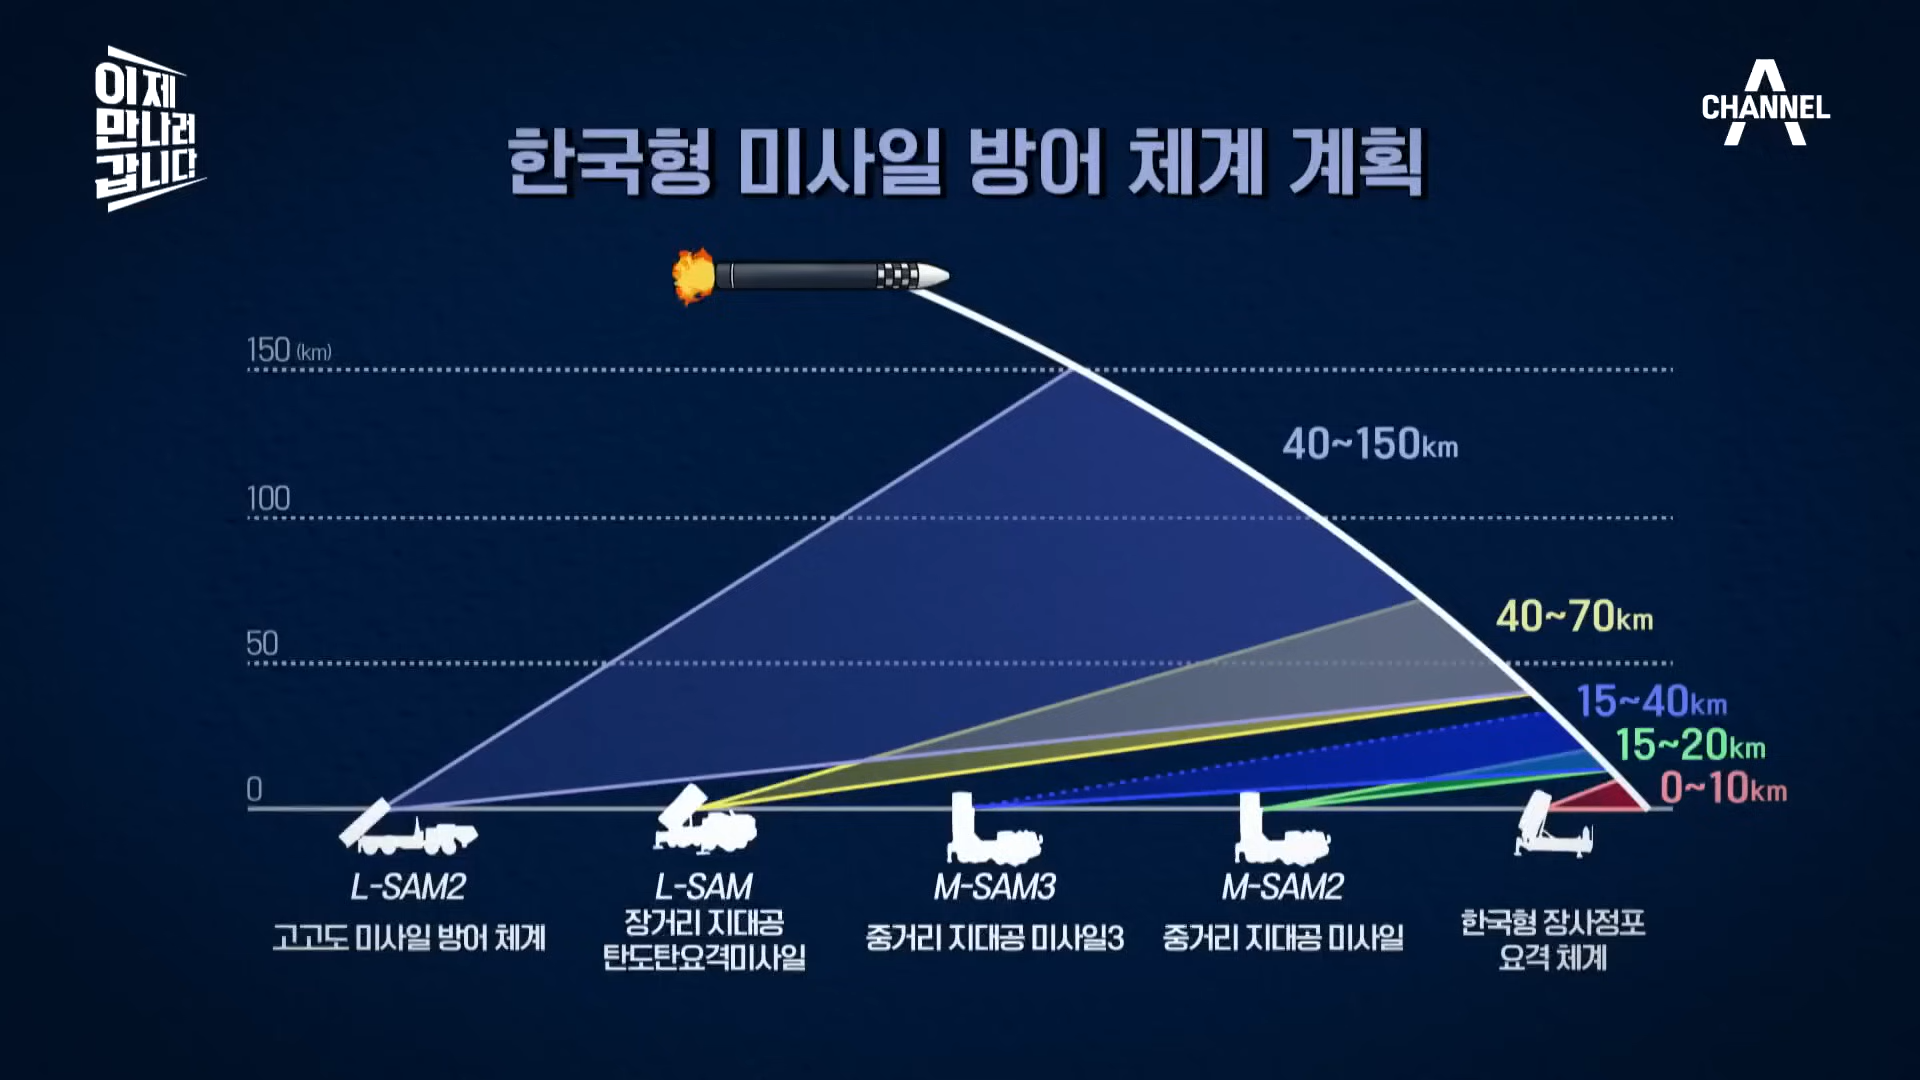 이제
만나러
갑니다
CHANNEL A
한국형 미사일 방어 체계 계획
150 (km)
40~150km
100
40~70km
50
15~40km
15~20km
0
0~10km
L-SAM2
고고도 미사일 방어 체계
L-SAM
장거리 지대공
탄도탄요격미사일
M-SAM3
중거리 지대공 미사일3
M-SAM2
중거리 지대공 미사일
한국형 장사정포
요격 체계